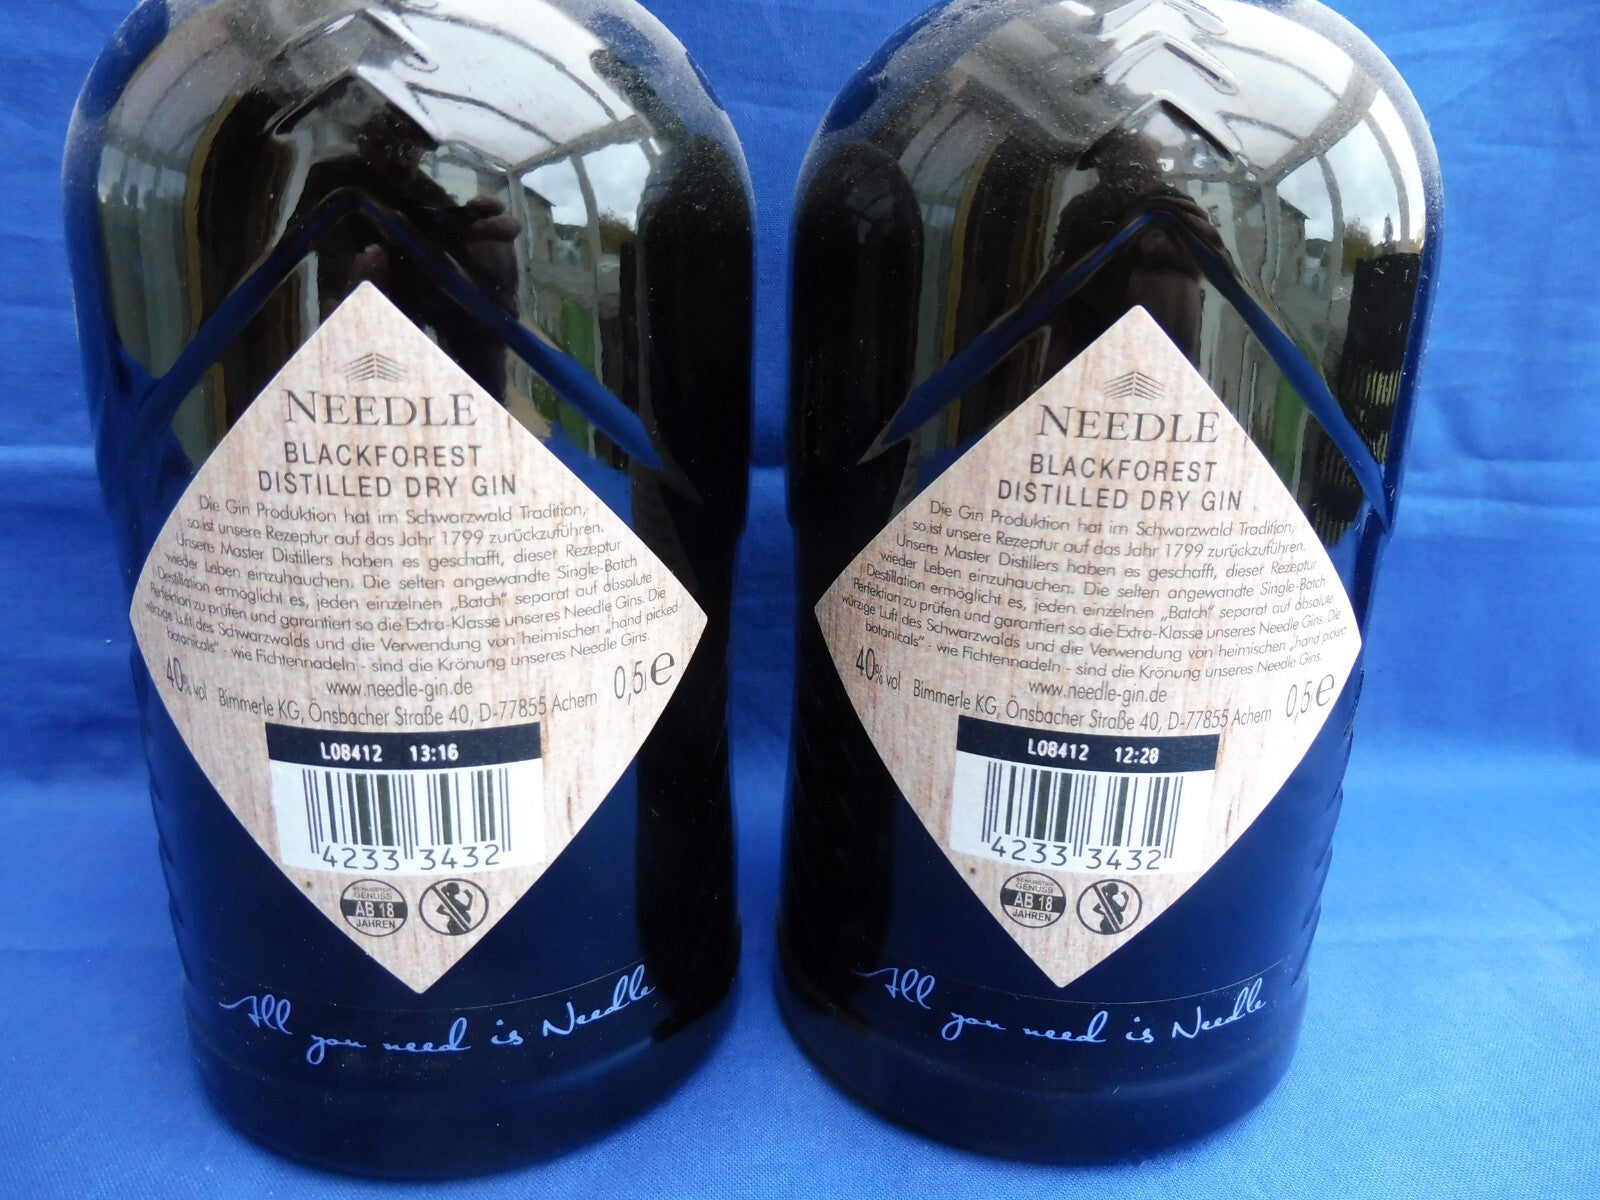 NEEDLE
BLACKFOREST
DISTILLED DRY GIN
Die Gin Produktion hat im Schwarzwald Tradition,
so ist unsere Rezeptur auf das Jahr 1799 zurückzuführen.
Unsere Master Distillers haben es geschafft, dieser Rezeptur
wieder Leben einzuhauchen. Die selten angewandte Single-Batch
Destillation ermöglicht es, jeden einzelnen „Batch“ separat auf absolute
Perfektion zu prüfen und garantiert so die Extra-Klasse unseres Needle Gins. Die
würzige Luft des Schwarzwalds und die Verwendung von heimischen „hand picked
botanicals“ - wie Fichtennadeln - sind die Krönung unseres Needle Gins.
www.needle-gin.de
40% vol Bimmerle KG, Önsbacher Straße 40, D-77855 Achern 0,5l e
L08412 13:16
4233 3432
BEWUSSTER
GENUSS
AB 18
JAHREN
All you need is Needle
NEEDLE
BLACKFOREST
DISTILLED DRY GIN
Die Gin Produktion hat im Schwarzwald Tradition,
so ist unsere Rezeptur auf das Jahr 1799 zurückzuführen.
Unsere Master Distillers haben es geschafft, dieser Rezeptur
wieder Leben einzuhauchen. Die selten angewandte Single-Batch
Destillation ermöglicht es, jeden einzelnen „Batch“ separat auf absolute
Perfektion zu prüfen und garantiert so die Extra-Klasse unseres Needle Gins. Die
würzige Luft des Schwarzwalds und die Verwendung von heimischen „hand picked
botanicals“ - wie Fichtennadeln - sind die Krönung unseres Needle Gins.
www.needle-gin.de
40% vol Bimmerle KG, Önsbacher Straße 40, D-77855 Achern 0,5l e
L08412 12:28
4233 3432
BEWUSSTER
GENUSS
AB 18
JAHREN
All you need is Needle